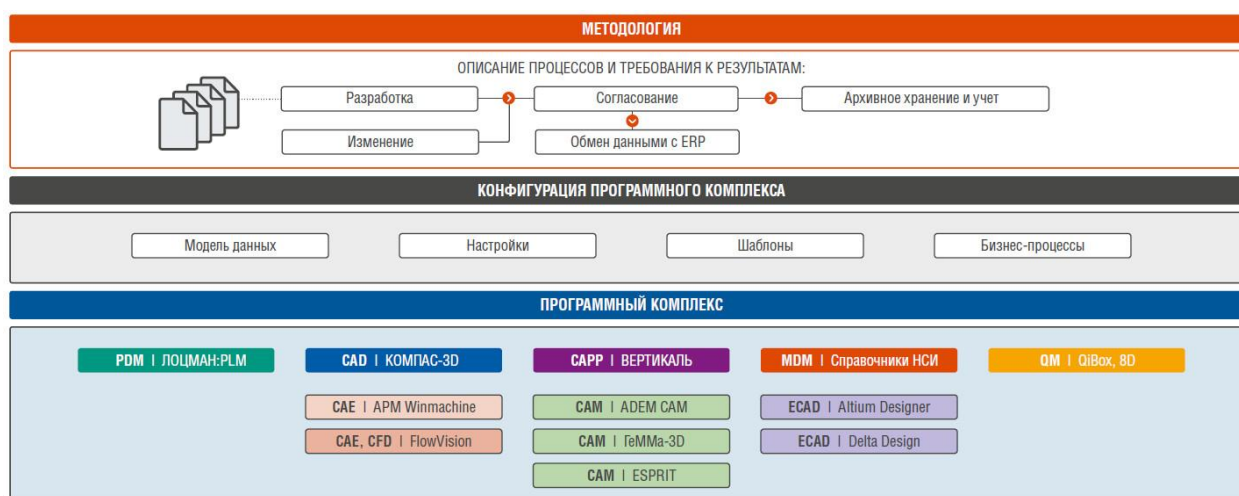 МЕТОДОЛОГИЯ
ОПИСАНИЕ ПРОЦЕССОВ И ТРЕБОВАНИЯ К РЕЗУЛЬТАТАМ:
Разработка
Согласование
Архивное хранение и учет
Изменение
Обмен данными с ERP
КОНФИГУРАЦИЯ ПРОГРАММНОГО КОМПЛЕКСА
Модель данных
Настройки
Шаблоны
Бизнес-процессы
ПРОГРАММНЫЙ КОМПЛЕКС
PDM | ЛОЦМАН:PLM
CAD | КОМПАС-3D
CAPP | ВЕРТИКАЛЬ
MDM | Справочники НСИ
QM | QiBox, 8D
CAE | APM Winmachine
CAM | ADEM CAM
ECAD | Altium Designer
CAE, CFD | FlowVision
CAM | ГеММа-3D
ECAD | Delta Design
CAM | ESPRIT